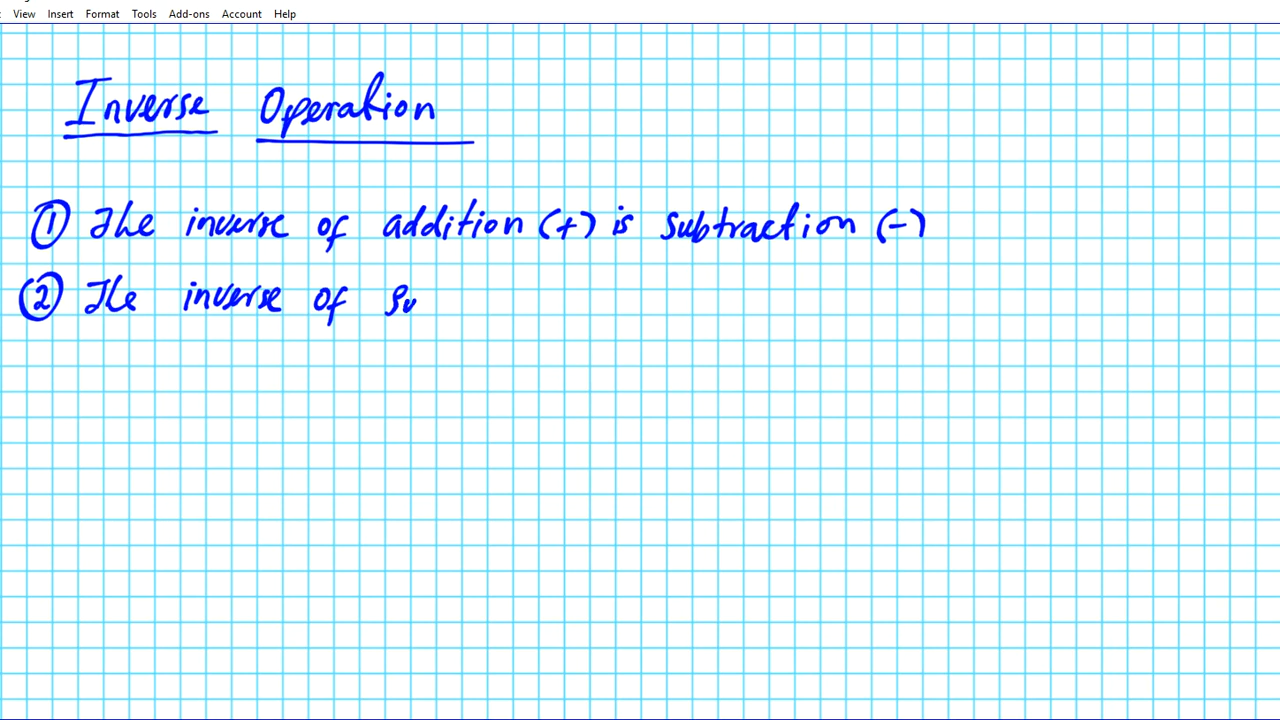 View Insert Format Tools Add-ons Account Help
Inverse Operation
① The inverse of addition (+) is subtraction (-)
② The inverse of su